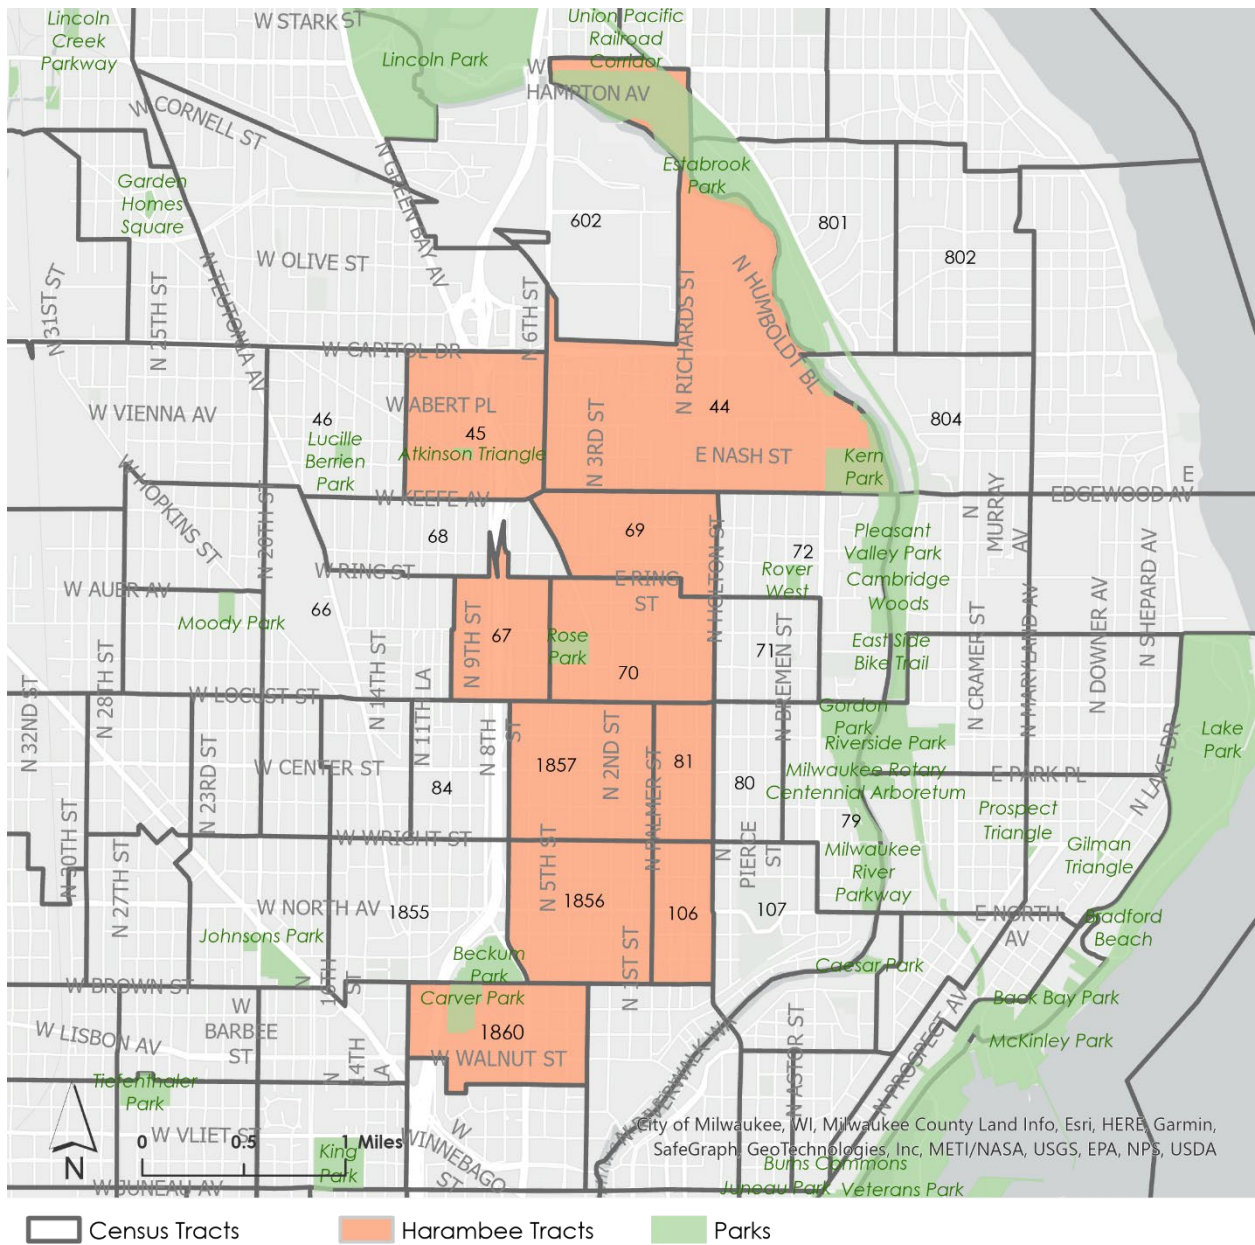 Lincoln
Creek
Parkway
W STARK ST
Lincoln Park
Union Pacific
Railroad
Corridor
W
HAMPTON AV
W CORNELL ST
N GREEN BAY AV
Estabrook
Park
Garden
Homes
Square
602
801
802
W OLIVE ST
N 31ST ST
N 25TH ST
N TEUTONIA AV
N 6TH ST
N RICHARDS ST
N HUMBOLDT BL
W CAPITOL DR
W VIENNA AV
46
W ABERT PL
45
44
804
Lucille
Berrien
Park
Atkinson Triangle
N 3RD ST
E NASH ST
Kern
Park
W HOPKINS ST
N 20TH ST
W KEEFE AV
E
EDGEWOOD AV
N
MURRAY
AV
68
69
N HOLTON ST
72
Pleasant
Valley Park
N SHEPARD AV
W RING ST
E RING
ST
Rover
West
Cambridge
Woods
W AUER AV
N DOWNER AV
N MARYLAND AV
N CRAMER ST
Moody Park
66
N 14TH ST
N 9TH ST
67
Rose
Park
70
71
N BREMEN ST
East Side
Bike Trail
N 32ND ST
N 28TH ST
W LOCUST ST
N 11TH LA
N 8TH
ST
Gordon
Park
Riverside Park
Lake
Park
N 23RD ST
W CENTER ST
84
1857
N 2ND ST
N PALMER ST
81
80
Milwaukee Rotary
Centennial Arboretum
E PARK PL
N LAKE DR
79
Prospect
Triangle
Gilman
Triangle
N 30TH ST
N 27TH ST
W WRIGHT ST
N
PIERCE
ST
Milwaukee
River
Parkway
W NORTH AV
1855
N 5TH ST
1856
106
107
E NORTH
AV
Bradford
Beach
Johnsons Park
Beckum
Park
N 1ST ST
Caesar Park
W BROWN ST
N
16TH
ST
Carver Park
Back Bay Park
W LISBON AV
W
BARBEE
ST
1860
W WALNUT ST
McKinley Park
N
14TH
LA
N ASTOR ST
N PROSPECT AV
Tiefenthaler
Park
W VLIET ST
W
WINNEBAGO
ST
King
Park
W JUNEAU AV
N
0 0.5 1 Miles
City of Milwaukee, WI, Milwaukee County Land Info, Esri, HERE, Garmin,
SafeGraph, GeoTechnologies, Inc, METI/NASA, USGS, EPA, NPS, USDA
Burns Commons
Juneau Park
Veterans Park
Census Tracts
Harambee Tracts
Parks